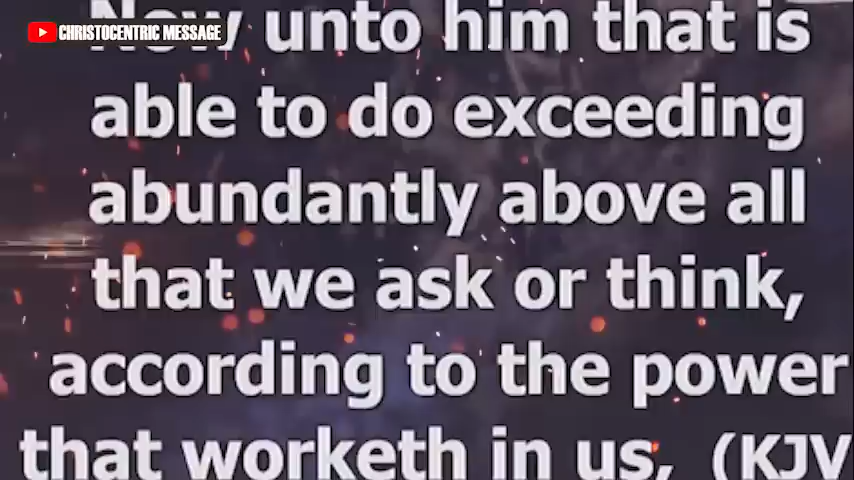 CHRISTOCENTRIC MESSAGE
Now unto him that is
able to do exceeding
abundantly above all
that we ask or think,
according to the power
that worketh in us, (KJV